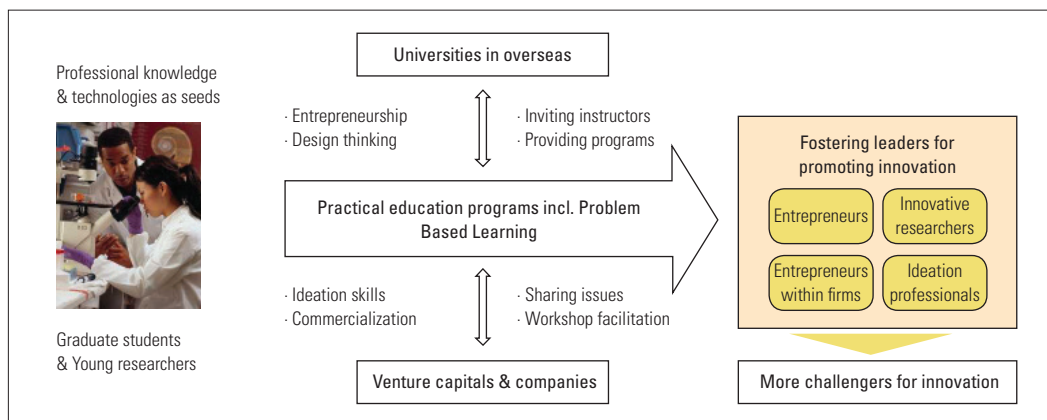 Professional knowledge
& technologies as seeds
Graduate students
& Young researchers
Universities in overseas
· Entrepreneurship
· Design thinking
· Inviting instructors
· Providing programs
Practical education programs incl. Problem
Based Learning
· Ideation skills
· Commercialization
· Sharing issues
· Workshop facilitation
Venture capitals & companies
Fostering leaders for
promoting innovation
Entrepreneurs
Innovative
researchers
Entrepreneurs
within firms
Ideation
professionals
More challengers for innovation